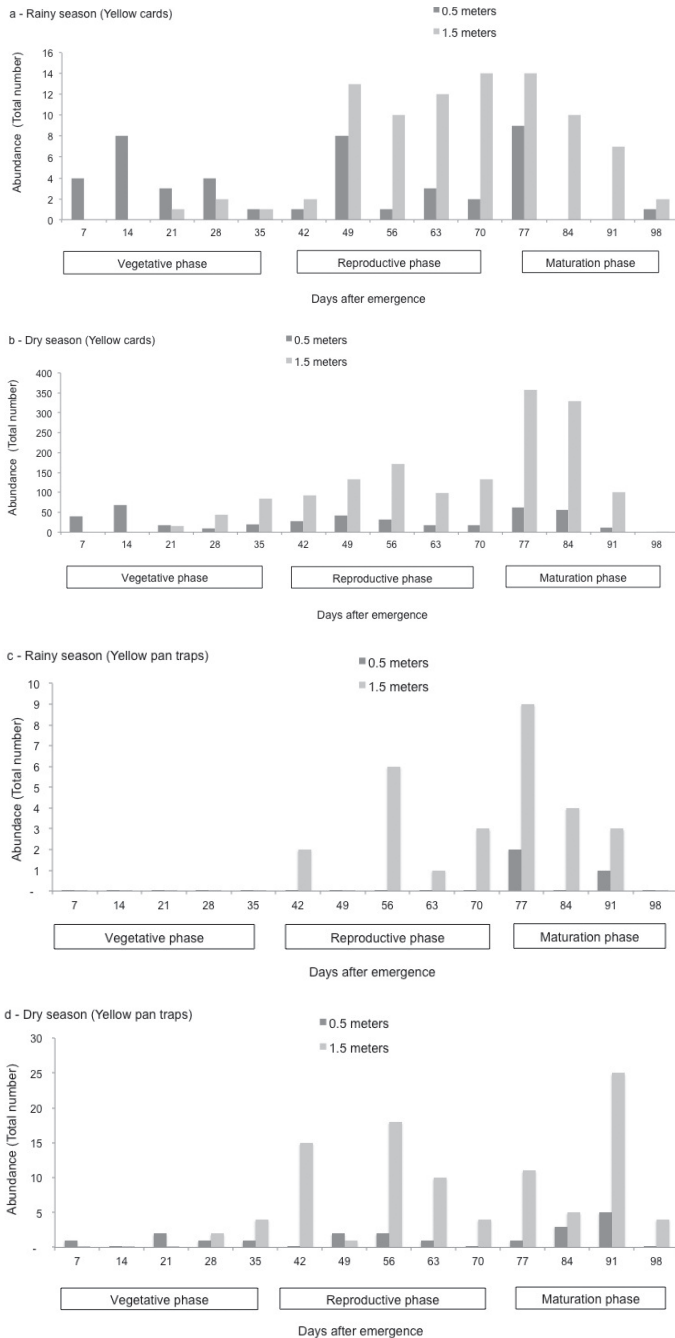 a - Rainy season (Yellow cards)
0.5 meters
1.5 meters
Abundance (Total number)
16
14
12
10
8
6
4
2
0
7 14 21 28 35 42 49 56 63 70 77 84 91 98
Vegetative phase Reproductive phase Maturation phase
Days after emergence
b - Dry season (Yellow cards)
0.5 meters
1.5 meters
Abundance (Total number)
400
350
300
250
200
150
100
50
0
7 14 21 28 35 42 49 56 63 70 77 84 91 98
Vegetative phase Reproductive phase Maturation phase
Days after emergence
c - Rainy season (Yellow pan traps)
0.5 meters
1.5 meters
Abundace (Total number)
10
9
8
7
6
5
4
3
2
1
-
7 14 21 28 35 42 49 56 63 70 77 84 91 98
Vegetative phase Reproductive phase Maturation phase
Days after emergence
d - Dry season (Yellow pan traps)
0.5 meters
1.5 meters
Abundance (Total number)
30
25
20
15
10
5
-
7 14 21 28 35 42 49 56 63 70 77 84 91 98
Vegetative phase Reproductive phase Maturation phase
Days after emergence